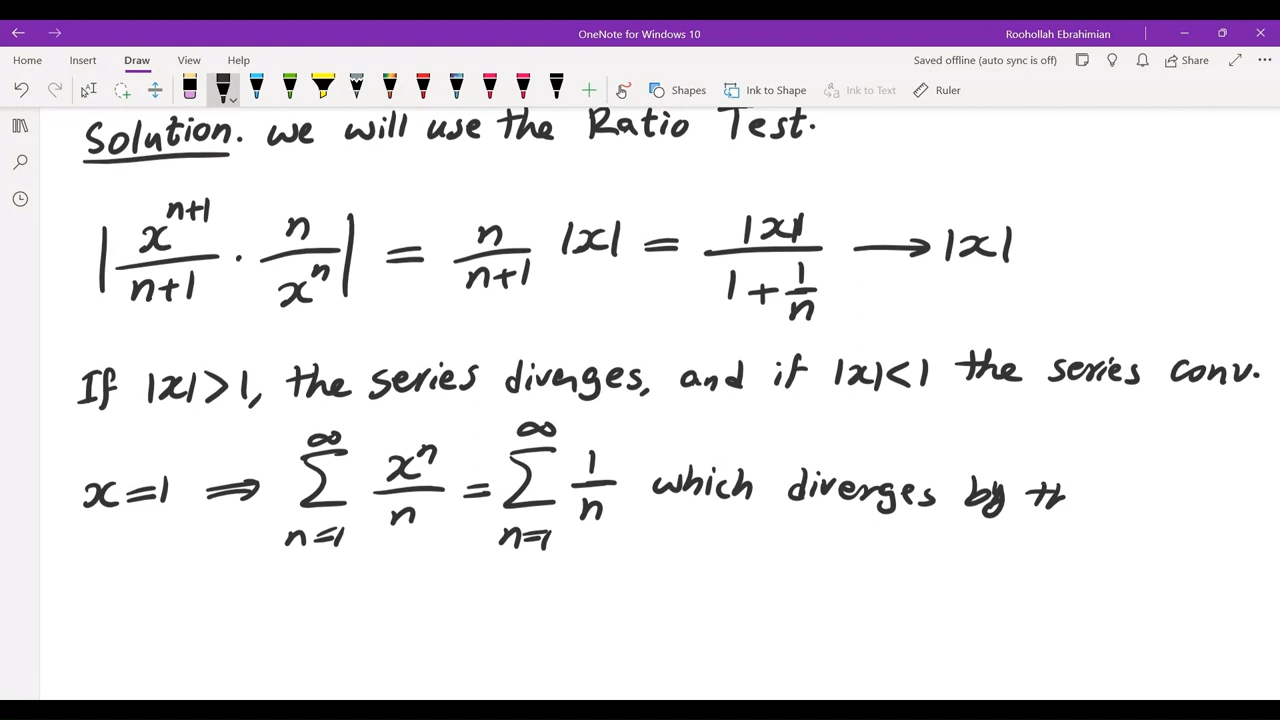 OneNote for Windows 10
Roohollah Ebrahimian
Home Insert Draw View Help
Saved offline (auto sync is off) Share
Shapes Ink to Shape Ink to Text Ruler
Solution. we will use the Ratio Test.
|x^{n+1}/(n+1) · n/x^n| = n/(n+1) |x| = |x|/(1 + 1/n) ⟶ |x|
If |x|>1, the series diverges, and if |x|<1 the series conv.
x=1 ⟹ ∑_{n=1}^{∞} x^n/n = ∑_{n=1}^{∞} 1/n which diverges by